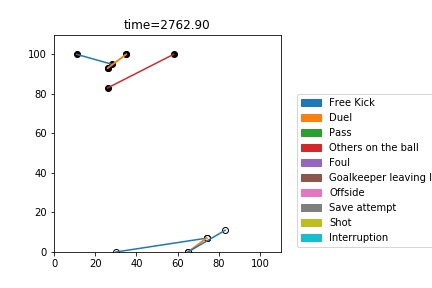 time=2762.90
100
80
60
40
20
0
0 20 40 60 80 100
Free Kick
Duel
Pass
Others on the ball
Foul
Goalkeeper leaving l
Offside
Save attempt
Shot
Interruption